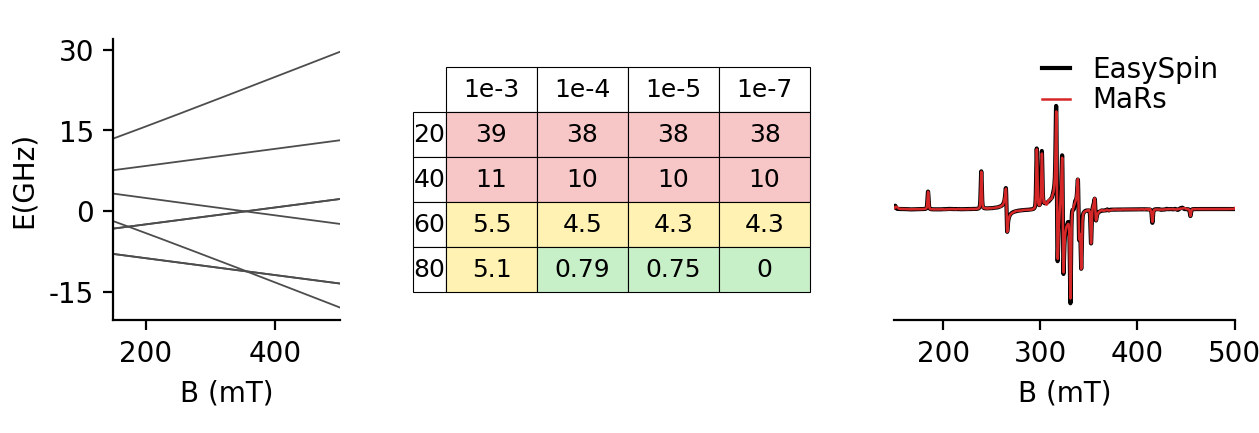 E(GHz)
30
15
0
-15
200 400
B (mT)
1e-3 1e-4 1e-5 1e-7
20 39 38 38 38
40 11 10 10 10
60 5.5 4.5 4.3 4.3
80 5.1 0.79 0.75 0
EasySpin
MaRs
200 300 400 500
B (mT)